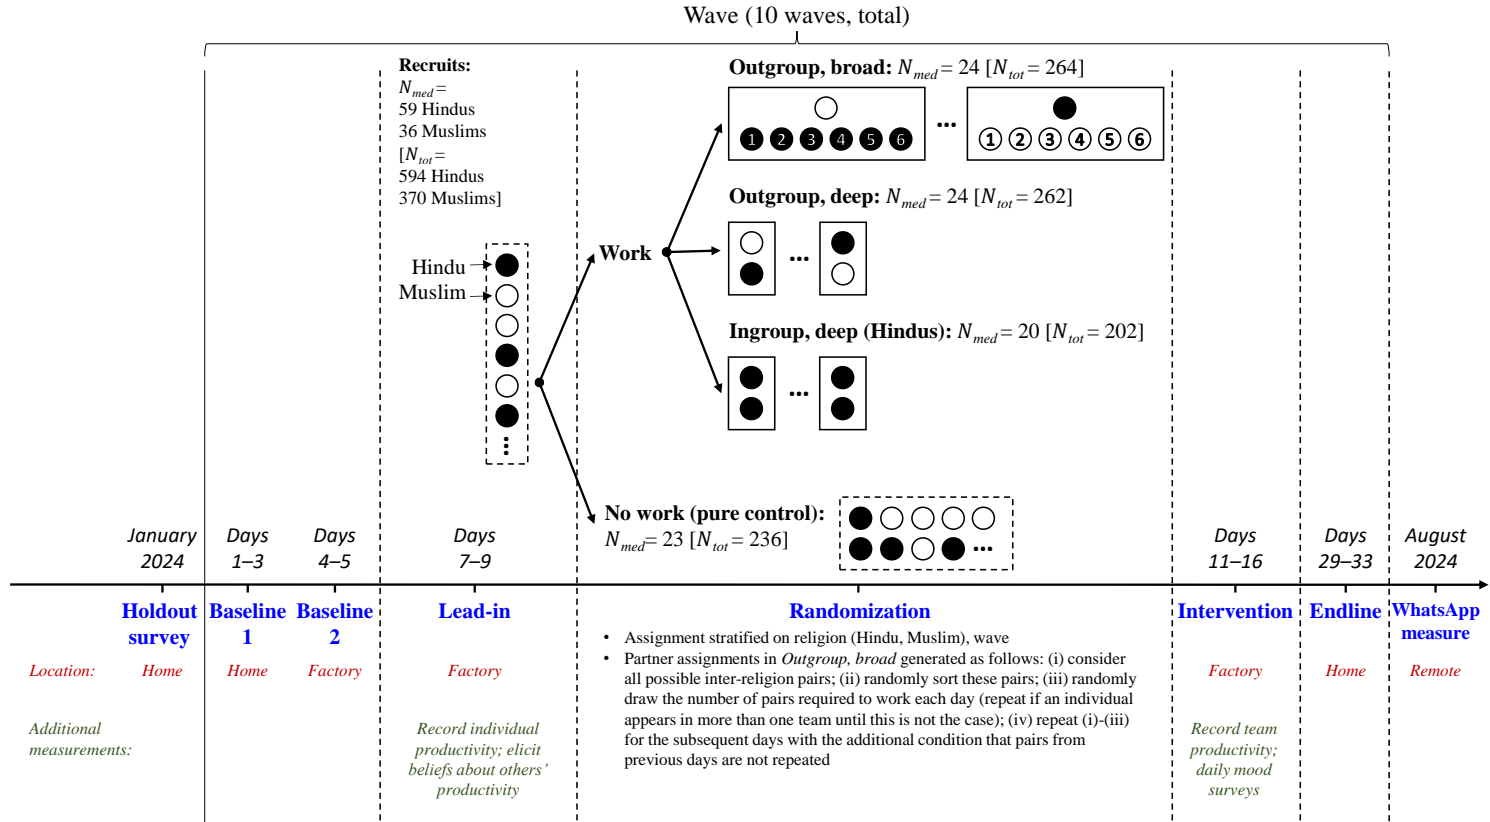 Wave (10 waves, total)
Recruits:
N_med =
59 Hindus
36 Muslims
[N_tot =
594 Hindus
370 Muslims]
Hindu
Muslim
Work
Outgroup, broad: N_med = 24 [N_tot = 264]
1 2 3 4 5 6 ... 1 2 3 4 5 6
Outgroup, deep: N_med = 24 [N_tot = 262]
...
Ingroup, deep (Hindus): N_med = 20 [N_tot = 202]
...
No work (pure control):
N_med = 23 [N_tot = 236]
...
January
2024
Days
1–3
Days
4–5
Days
7–9
Days
11–16
Days
29–33
August
2024
Holdout
survey
Baseline
1
Baseline
2
Lead-in
Randomization
Intervention
Endline
WhatsApp
measure
• Assignment stratified on religion (Hindu, Muslim), wave
• Partner assignments in Outgroup, broad generated as follows: (i) consider
all possible inter-religion pairs; (ii) randomly sort these pairs; (iii) randomly
draw the number of pairs required to work each day (repeat if an individual
appears in more than one team until this is not the case); (iv) repeat (i)-(iii)
for the subsequent days with the additional condition that pairs from
previous days are not repeated
Location: Home Home Factory Factory Factory Home Remote
Additional
measurements:
Record individual
productivity; elicit
beliefs about others'
productivity
Record team
productivity;
daily mood
surveys